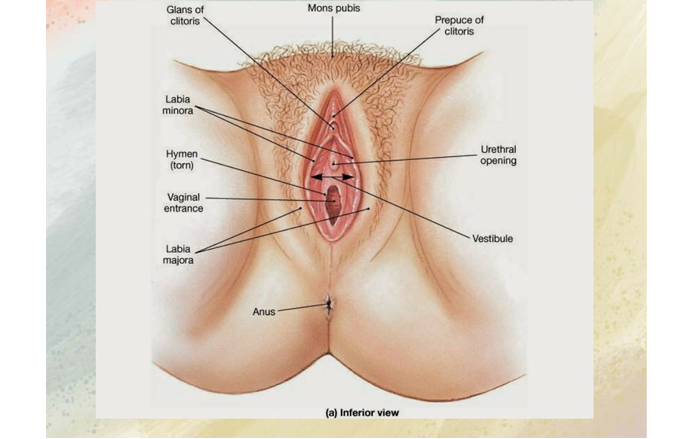 Glans of
clitoris
Mons pubis
Prepuce of
clitoris
Labia
minora
Hymen
(torn)
Urethral
opening
Vaginal
entrance
Vestibule
Labia
majora
Anus
(a) Inferior view